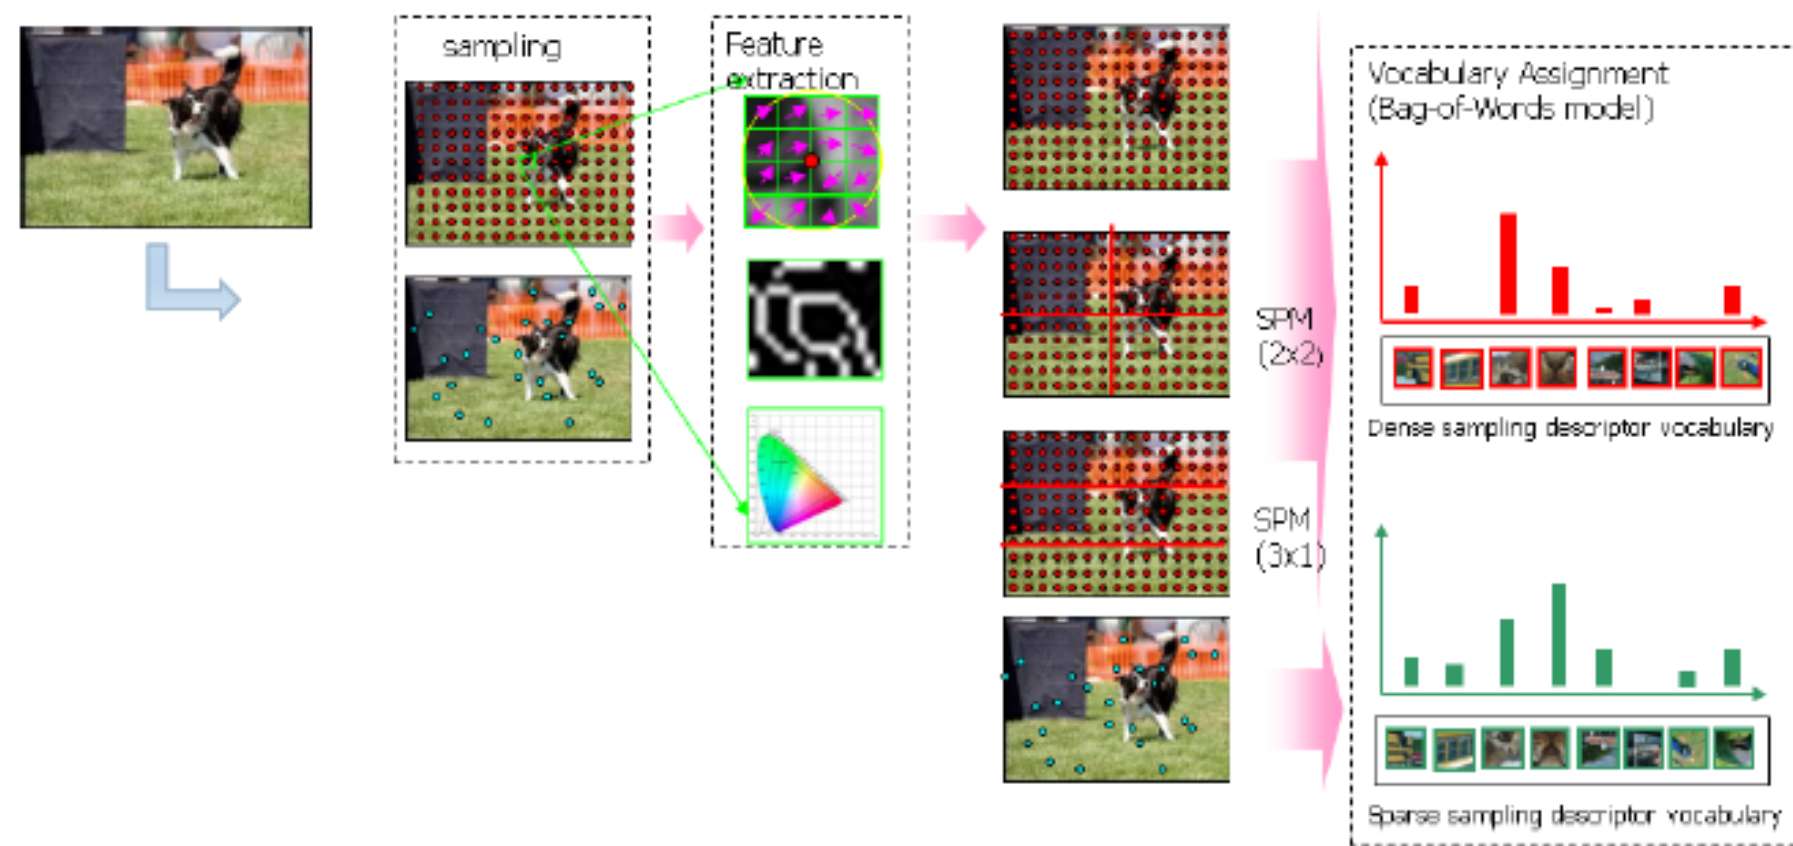 sampling
Feature
extraction
SPM
(2x2)
SPM
(3x1)
Vocabulary Assignment
(Bag-of-Words model)
Dense sampling descriptor vocabulary
Sparse sampling descriptor vocabulary